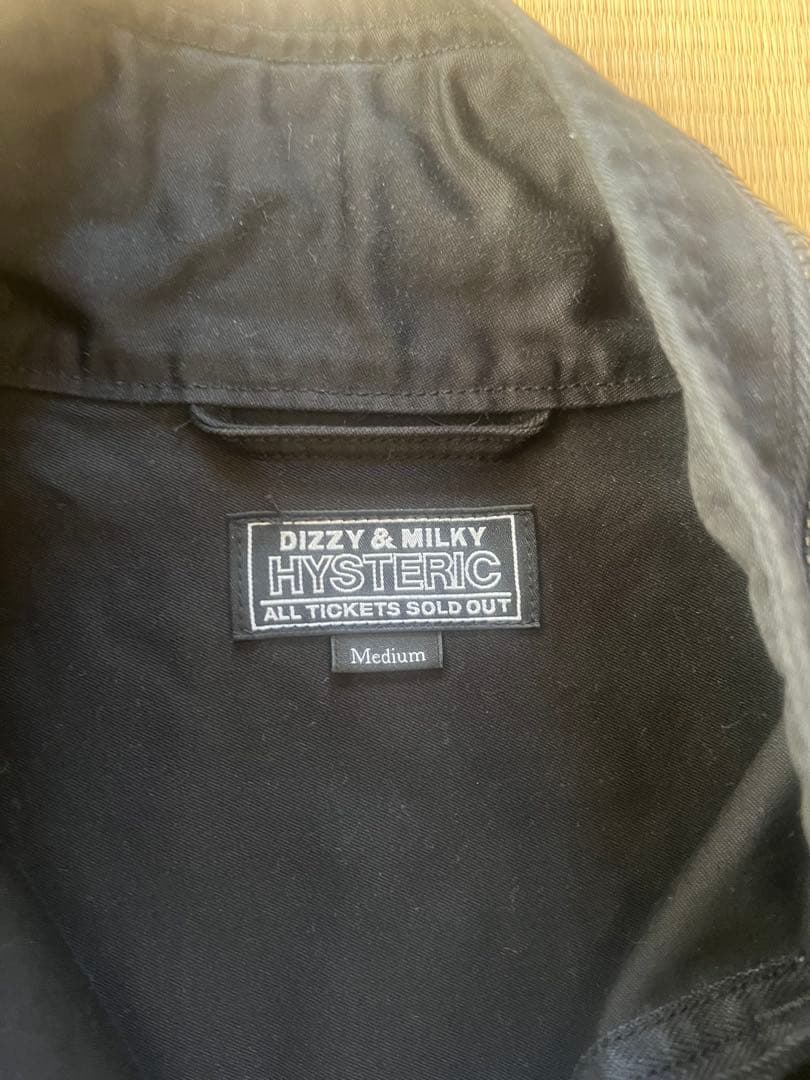 DIZZY & MILKY
HYSTERIC
ALL TICKETS SOLD OUT
Medium